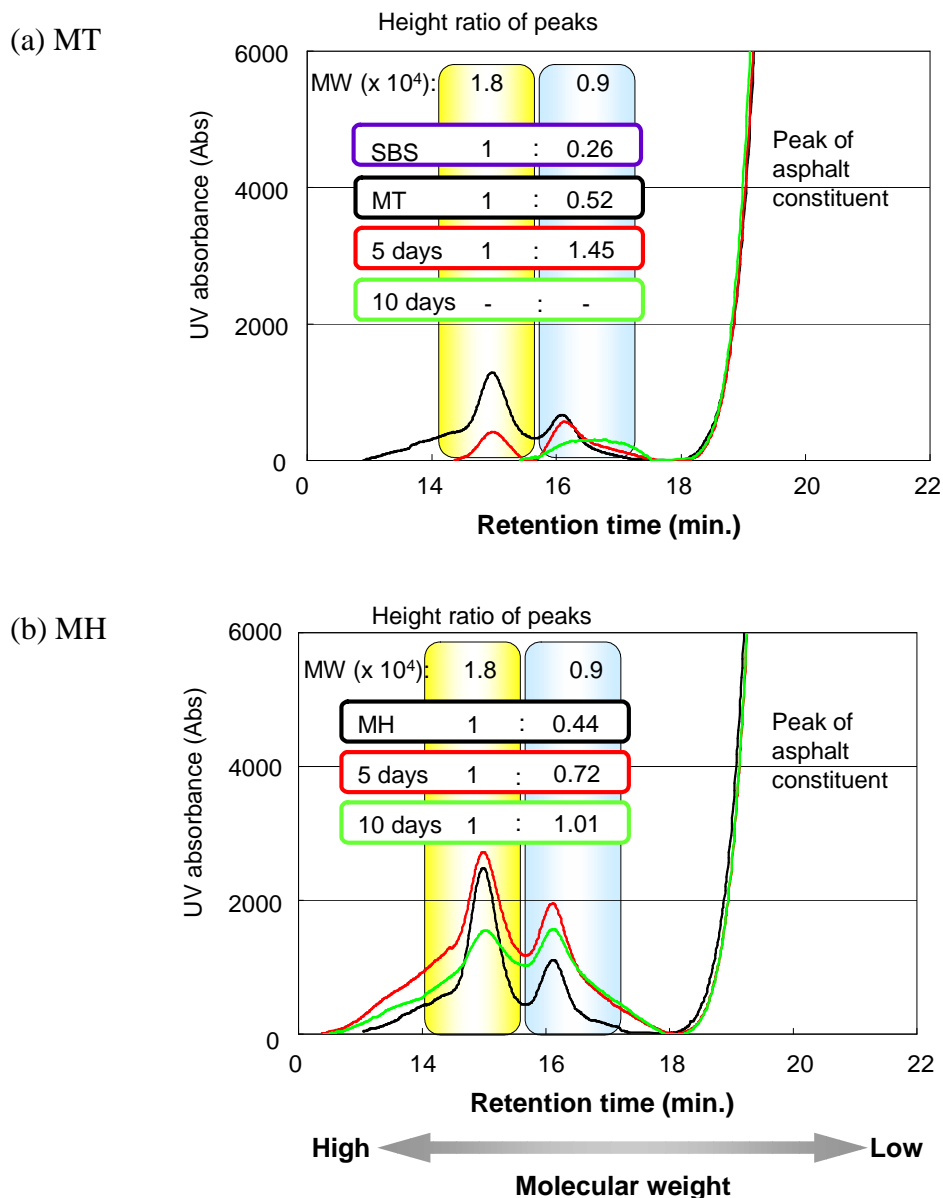 (a) MT
Height ratio of peaks
6000
4000
2000
0
UV absorbance (Abs)
MW (x 10⁴): 1.8 0.9
SBS 1 : 0.26
MT 1 : 0.52
5 days 1 : 1.45
10 days - : -
Peak of
asphalt
constituent
0 14 16 18 20 22
Retention time (min.)
(b) MH
Height ratio of peaks
6000
4000
2000
0
UV absorbance (Abs)
MW (x 10⁴): 1.8 0.9
MH 1 : 0.44
5 days 1 : 0.72
10 days 1 : 1.01
Peak of
asphalt
constituent
0 14 16 18 20 22
Retention time (min.)
High Low
Molecular weight